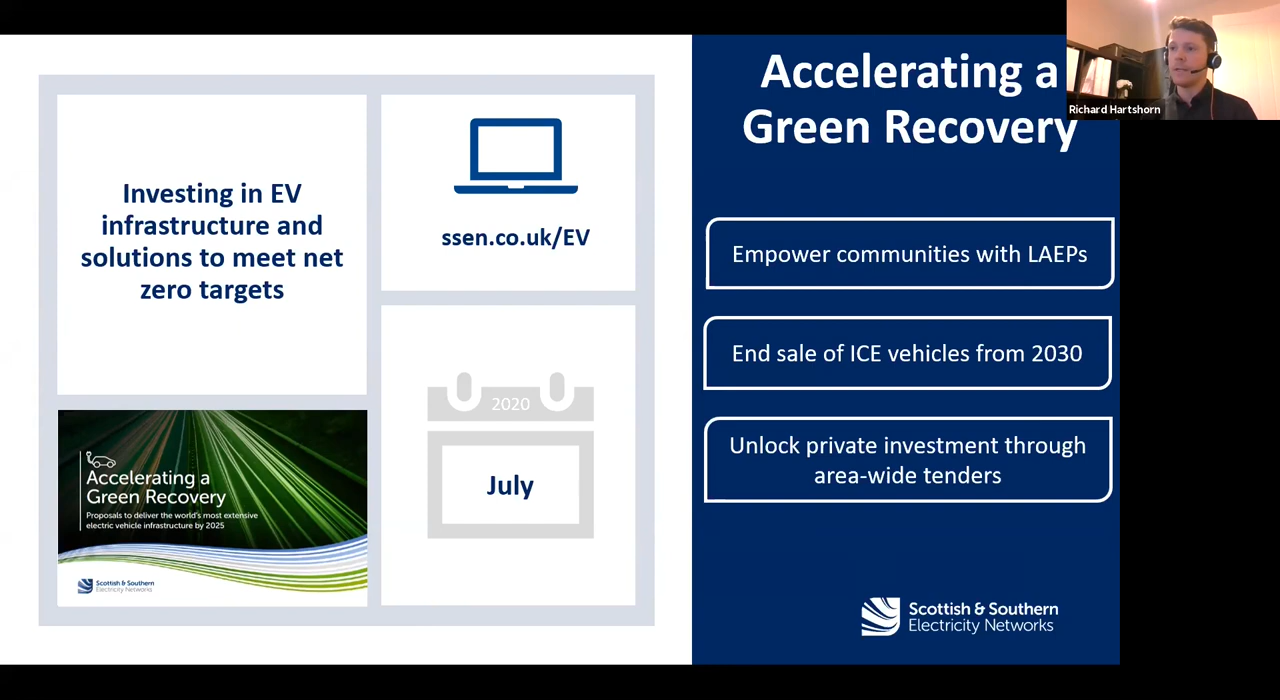 Accelerating a
Green Recovery
Richard Hartshorn
Investing in EV
infrastructure and
solutions to meet net
zero targets
ssen.co.uk/EV
2020
July
Accelerating a
Green Recovery
Proposals to deliver the world's most extensive
electric vehicle infrastructure by 2025
Scottish & Southern
Electricity Networks
Empower communities with LAEPs
End sale of ICE vehicles from 2030
Unlock private investment through
area-wide tenders
Scottish & Southern
Electricity Networks